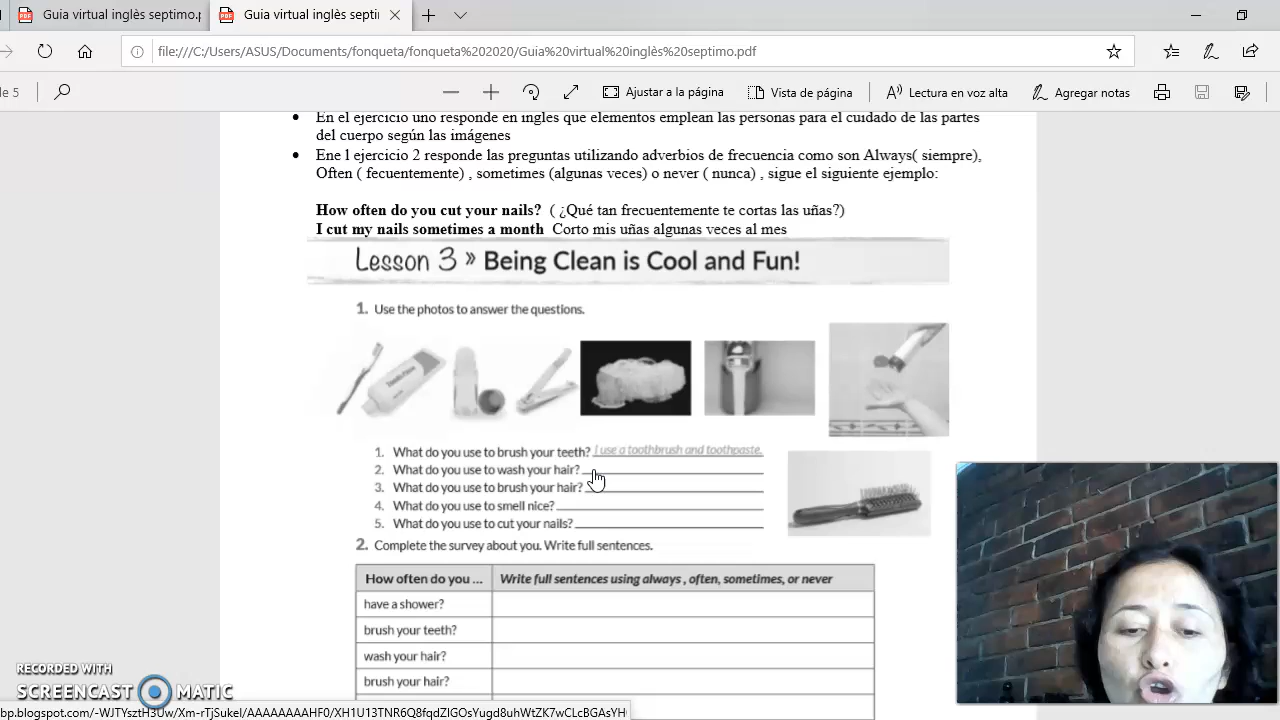 Guia virtual inglès septimo.p
Guia virtual inglès septi
file:///C:/Users/ASUS/Documents/fonqueta/fonqueta%202020/Guia%20virtual%20inglès%20septimo.pdf
de 5
Ajustar a la página
Vista de página
Lectura en voz alta
Agregar notas
En el ejercicio uno responde en ingles que elementos emplean las personas para el cuidado de las partes
del cuerpo según las imágenes
Ene l ejercicio 2 responde las preguntas utilizando adverbios de frecuencia como son Always( siempre),
Often ( fecuentemente) , sometimes (algunas veces) o never ( nunca) , sigue el siguiente ejemplo:
How often do you cut your nails? ( ¿Qué tan frecuentemente te cortas las uñas?)
I cut my nails sometimes a month Corto mis uñas algunas veces al mes
Lesson 3 » Being Clean is Cool and Fun!
1. Use the photos to answer the questions.
1. What do you use to brush your teeth? I use a toothbrush and toothpaste.
2. What do you use to wash your hair?
3. What do you use to brush your hair?
4. What do you use to smell nice?
5. What do you use to cut your nails?
2. Complete the survey about you. Write full sentences.
How often do you ... Write full sentences using always , often, sometimes, or never
have a shower?
brush your teeth?
wash your hair?
brush your hair?
RECORDED WITH
SCREENCAST MATIC